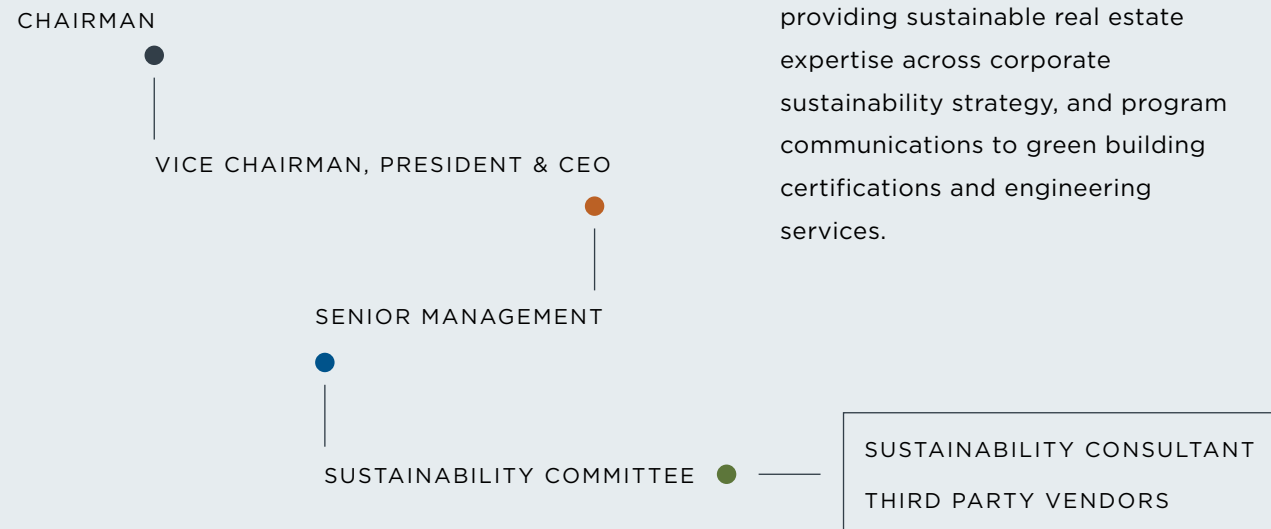 CHAIRMAN
VICE CHAIRMAN, PRESIDENT & CEO
SENIOR MANAGEMENT
SUSTAINABILITY COMMITTEE
SUSTAINABILITY CONSULTANT
THIRD PARTY VENDORS
providing sustainable real estate
expertise across corporate
sustainability strategy, and program
communications to green building
certifications and engineering
services.